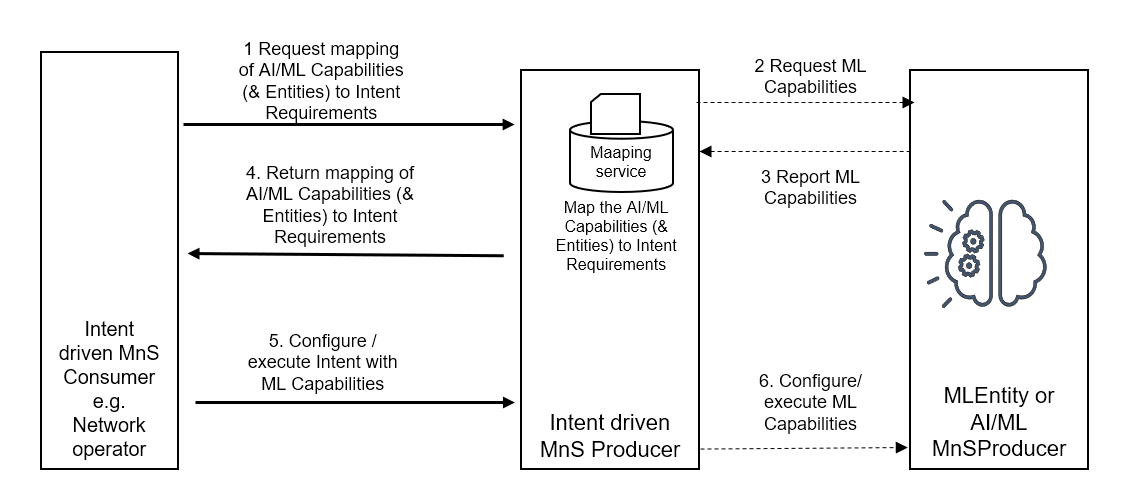 1 Request mapping
of AI/ML Capabilities
(& Entities) to Intent
Requirements
4. Return mapping of
AI/ML Capabilities (&
Entities) to Intent
Requirements
5. Configure /
execute Intent with
ML Capabilities
Intent
driven MnS
Consumer
e.g.
Network
operator
Maaping
service
Map the AI/ML
Capabilities (&
Entities) to Intent
Requirements
Intent driven
MnS Producer
2 Request ML
Capabilities
3 Report ML
Capabilities
6. Configure/
execute ML
Capabilities
MLEntity or
AI/ML
MnSProducer